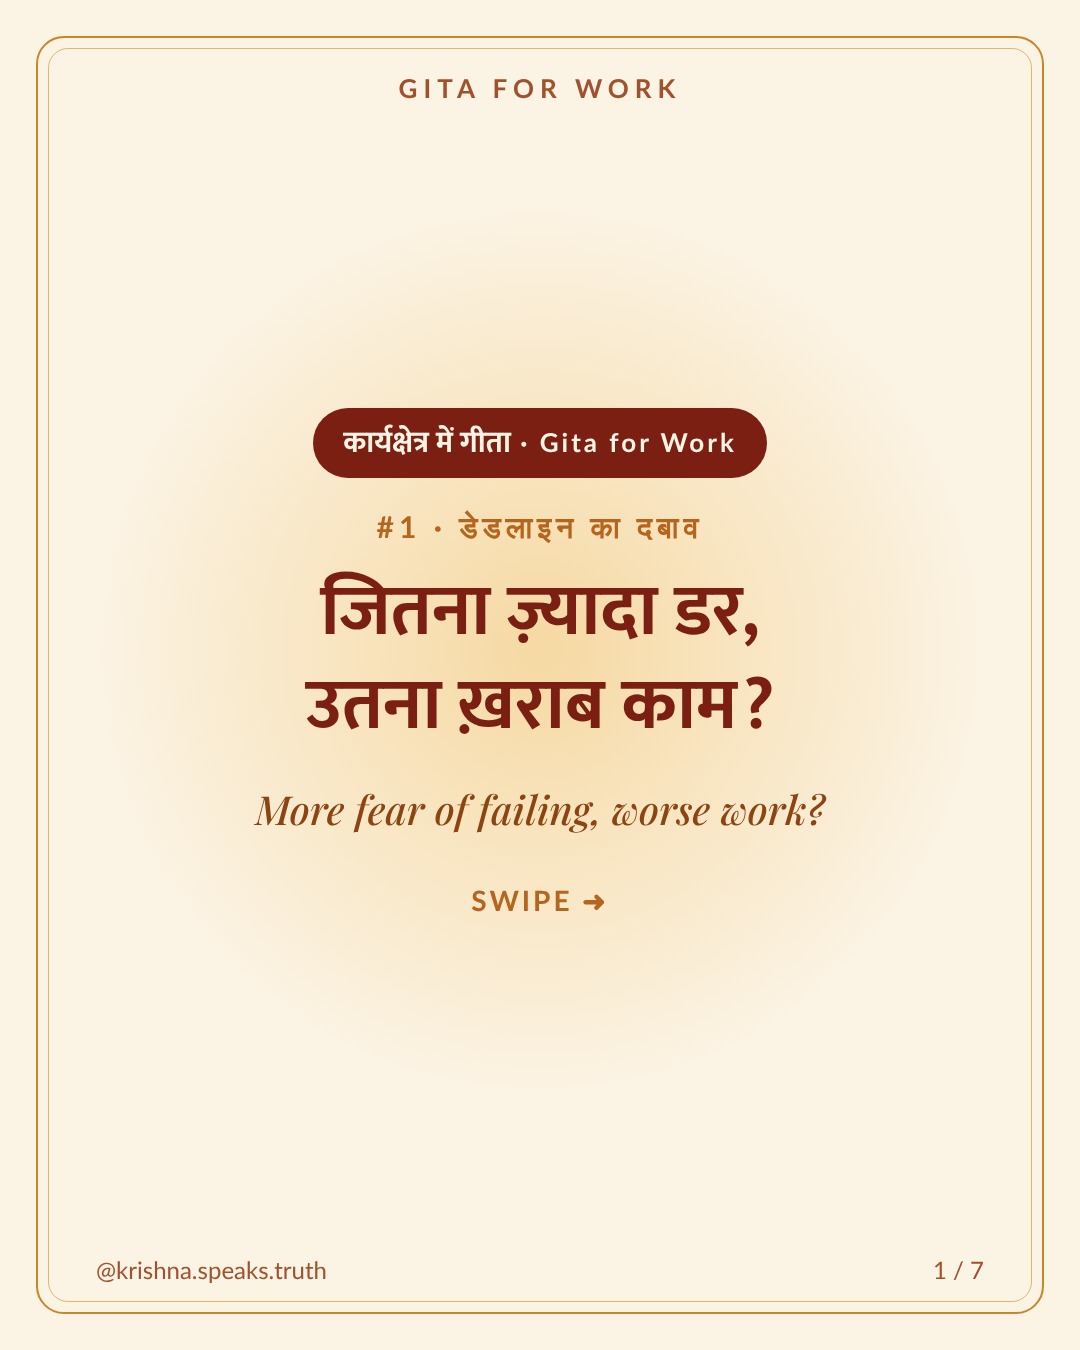 GITA FOR WORK
कार्यक्षेत्र में गीता · Gita for Work
#1 · डेडलाइन का दबाव
जितना ज़्यादा डर,
उतना ख़राब काम?
More fear of failing, worse work?
SWIPE ➜
@krishna.speaks.truth
1 / 7